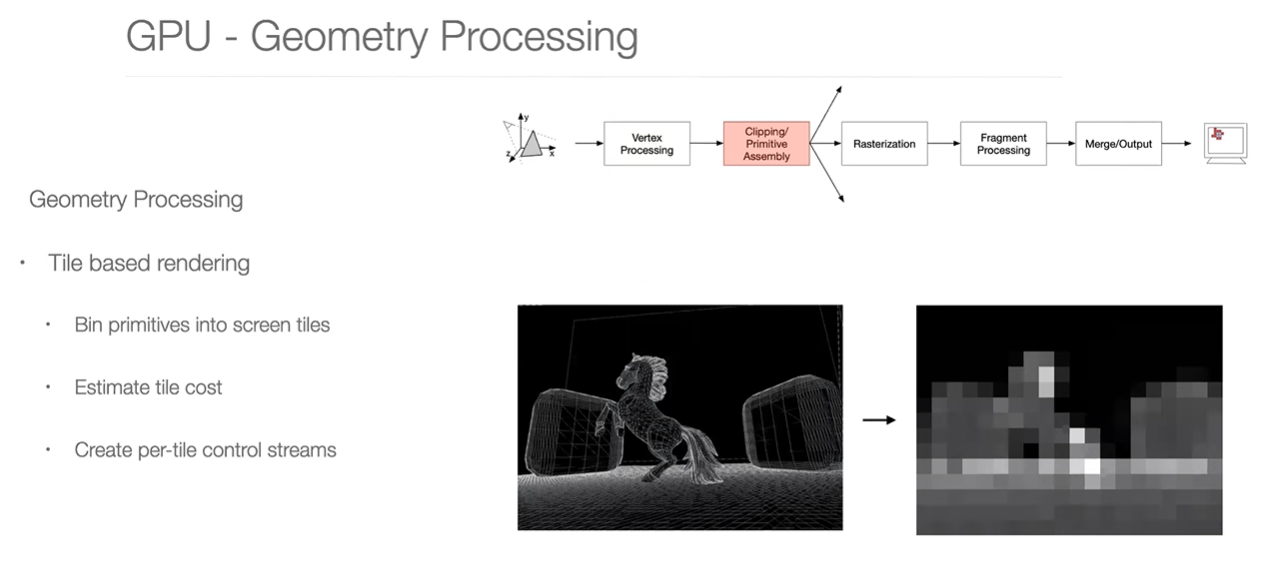 GPU - Geometry Processing
y
z
x
Vertex
Processing
Clipping/
Primitive
Assembly
Rasterization
Fragment
Processing
Merge/Output
Geometry Processing
• Tile based rendering
• Bin primitives into screen tiles
• Estimate tile cost
• Create per-tile control streams